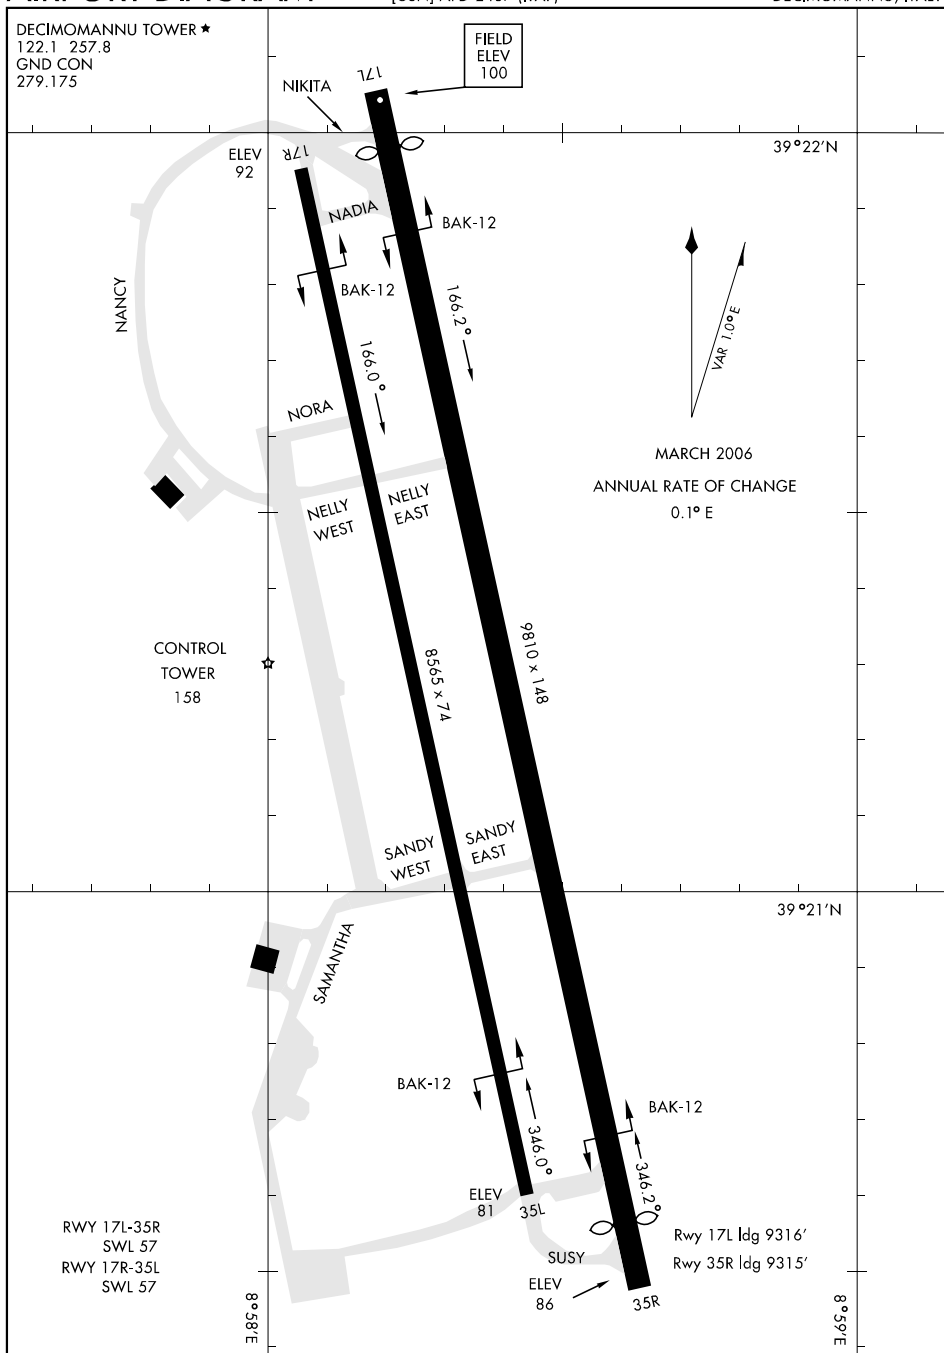 DECIMOMANNU TOWER ★
122.1 257.8
GND CON
279.175
FIELD
ELEV
100
17L
NIKITA
39°22'N
ELEV
92
17R
NADIA
BAK-12
BAK-12
NANCY
166.2°
VAR 1.0° E
166.0°
NORA
MARCH 2006
ANNUAL RATE OF CHANGE
0.1° E
NELLY
WEST
NELLY
EAST
CONTROL
TOWER
158
8565 x 74
9810 x 148
SANDY
WEST
SANDY
EAST
39°21'N
SAMANTHA
BAK-12
BAK-12
346.0°
346.2°
ELEV
81
35L
RWY 17L-35R
SWL 57
RWY 17R-35L
SWL 57
Rwy 17L ldg 9316'
Rwy 35R ldg 9315'
SUSY
ELEV
86
35R
8°58'E
8°59'E